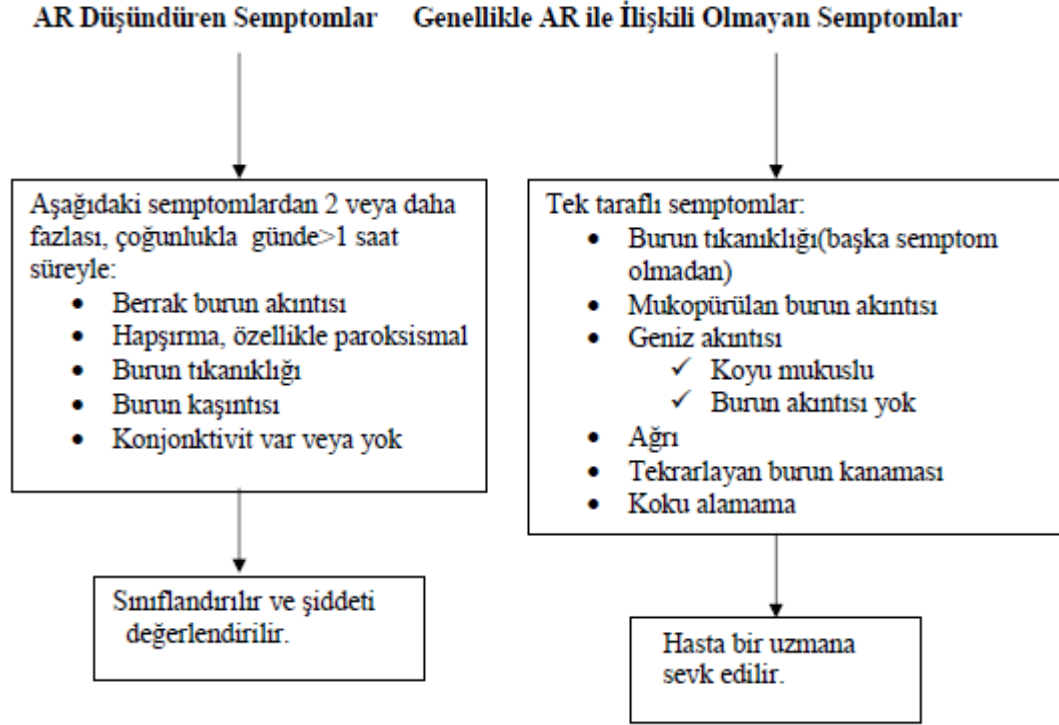 AR Düşündüren Semptomlar
Genellikle AR ile İlişkili Olmayan Semptomlar
Aşağıdaki semptomlardan 2 veya daha
fazlası, çoğunlukla günde>1 saat
süreyle:
• Berrak burun akıntısı
• Hapşırma, özellikle paroksismal
• Burun tıkanıklığı
• Burun kaşıntısı
• Konjonktivit var veya yok
Sınıflandırılır ve şiddeti
değerlendirilir.
Tek taraflı semptomlar:
• Burun tıkanıklığı(başka semptom
olmadan)
• Mukopürülan burun akıntısı
• Geniz akıntısı
✓ Koyu mukuslu
✓ Burun akıntısı yok
• Ağrı
• Tekrarlayan burun kanaması
• Koku alamama
Hasta bir uzmana
sevk edilir.